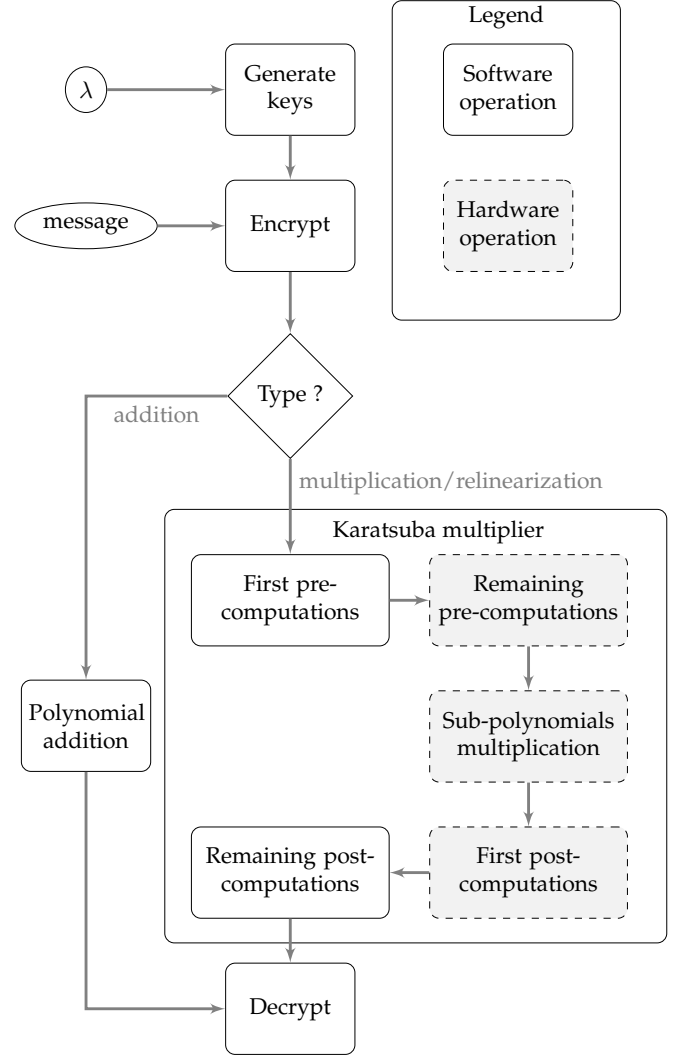 Legend
Generate
keys
λ
Software
operation
message
Encrypt
Hardware
operation
Type ?
addition
multiplication/relinearization
Karatsuba multiplier
First pre-
computations
Remaining
pre-computations
Polynomial
addition
Sub-polynomials
multiplication
Remaining post-
computations
First post-
computations
Decrypt